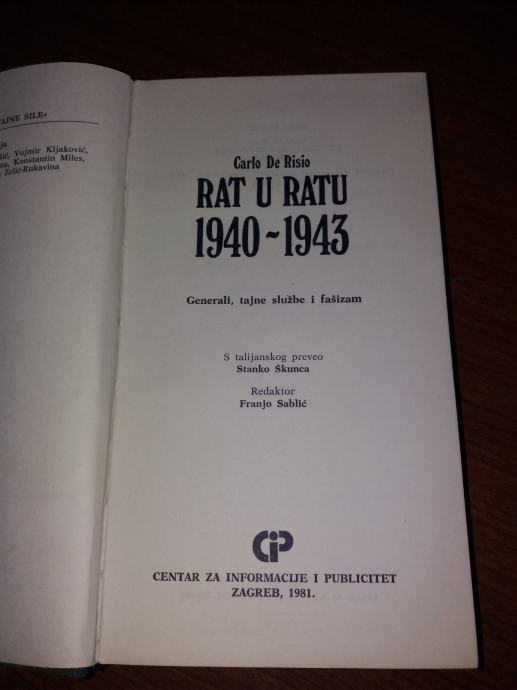 TAJNE SILE«
Vojmir Kljaković,
Konstantin Miles,
Zelić-Rukavina
Carlo De Risio
RAT U RATU
1940~1943
Generali, tajne službe i fašizam
S talijanskog preveo
Stanko Škunca
Redaktor
Franjo Sablić
CIP
CENTAR ZA INFORMACIJE I PUBLICITET
ZAGREB, 1981.